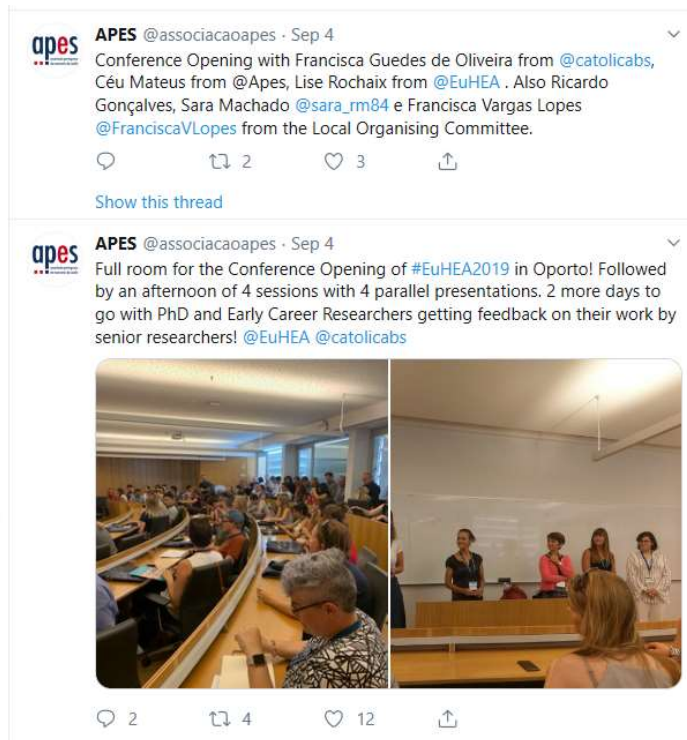 apes
APES @associacaoapes · Sep 4
Conference Opening with Francisca Guedes de Oliveira from @catolicabs,
Céu Mateus from @Apes, Lise Rochaix from @EuHEA . Also Ricardo
Gonçalves, Sara Machado @sara_rm84 e Francisca Vargas Lopes
@FranciscaVLopes from the Local Organising Committee.
2 3
Show this thread
apes
APES @associacaoapes · Sep 4
Full room for the Conference Opening of #EuHEA2019 in Oporto! Followed
by an afternoon of 4 sessions with 4 parallel presentations. 2 more days to
go with PhD and Early Career Researchers getting feedback on their work by
senior researchers! @EuHEA @catolicabs
2 4 12